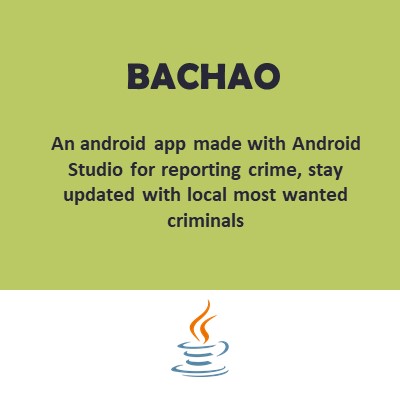 BACHAO
An android app made with Android
Studio for reporting crime, stay
updated with local most wanted
criminals